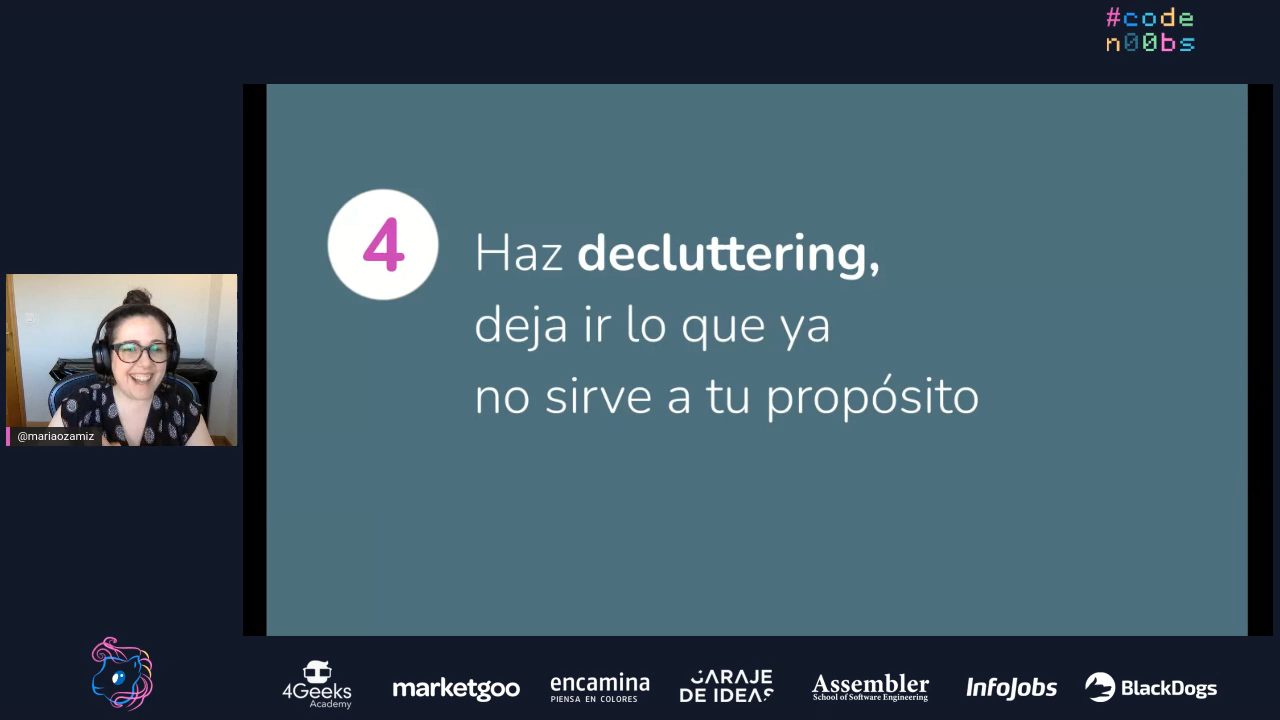 #code
n00bs
4
Haz decluttering,
deja ir lo que ya
no sirve a tu propósito
@mariaozamiz
4Geeks
Academy
marketgoo
encamina
PIENSA EN COLORES
GARAJE
DE IDEAS
Assembler
School of Software Engineering
InfoJobs
BlackDogs